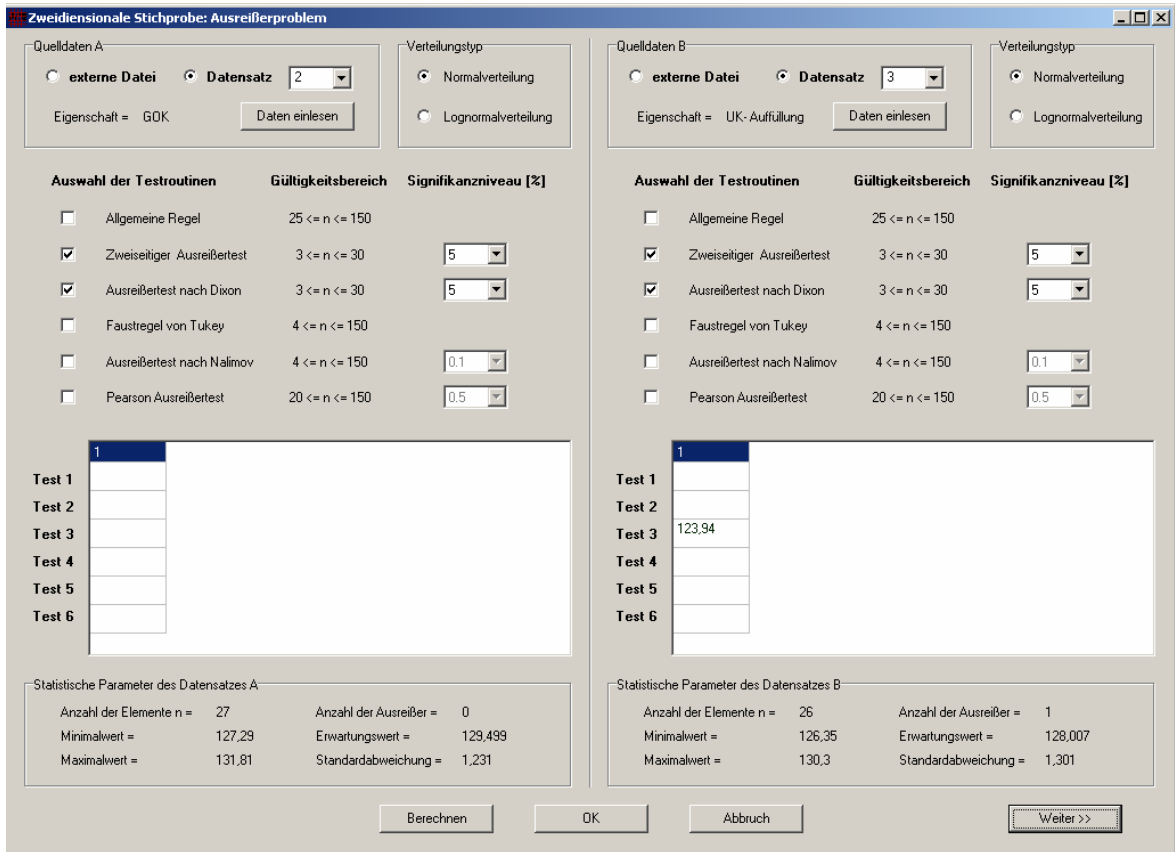 Zweidiensionale Stichprobe: Ausreißerproblem
Quelldaten A
externe Datei Datensatz 2
Eigenschaft = GOK Daten einlesen
Verteilungstyp
Normalverteilung
Lognormalverteilung
Auswahl der Testroutinen Gültigkeitsbereich Signifikanzniveau [%]
Allgemeine Regel 25 <= n <= 150
Zweiseitiger Ausreißertest 3 <= n <= 30 5
Ausreißertest nach Dixon 3 <= n <= 30 5
Faustregel von Tukey 4 <= n <= 150
Ausreißertest nach Nalimov 4 <= n <= 150 0.1
Pearson Ausreißertest 20 <= n <= 150 0.5
1
Test 1
Test 2
Test 3
Test 4
Test 5
Test 6
Statistische Parameter des Datensatzes A
Anzahl der Elemente n = 27 Anzahl der Ausreißer = 0
Minimalwert = 127,29 Erwartungswert = 129,499
Maximalwert = 131,81 Standardabweichung = 1,231
Quelldaten B
externe Datei Datensatz 3
Eigenschaft = UK-Auffüllung Daten einlesen
Verteilungstyp
Normalverteilung
Lognormalverteilung
Auswahl der Testroutinen Gültigkeitsbereich Signifikanzniveau [%]
Allgemeine Regel 25 <= n <= 150
Zweiseitiger Ausreißertest 3 <= n <= 30 5
Ausreißertest nach Dixon 3 <= n <= 30 5
Faustregel von Tukey 4 <= n <= 150
Ausreißertest nach Nalimov 4 <= n <= 150 0.1
Pearson Ausreißertest 20 <= n <= 150 0.5
1
Test 1
Test 2
Test 3 123,94
Test 4
Test 5
Test 6
Statistische Parameter des Datensatzes B
Anzahl der Elemente n = 26 Anzahl der Ausreißer = 1
Minimalwert = 126,35 Erwartungswert = 128,007
Maximalwert = 130,3 Standardabweichung = 1,301
Berechnen OK Abbruch Weiter >>